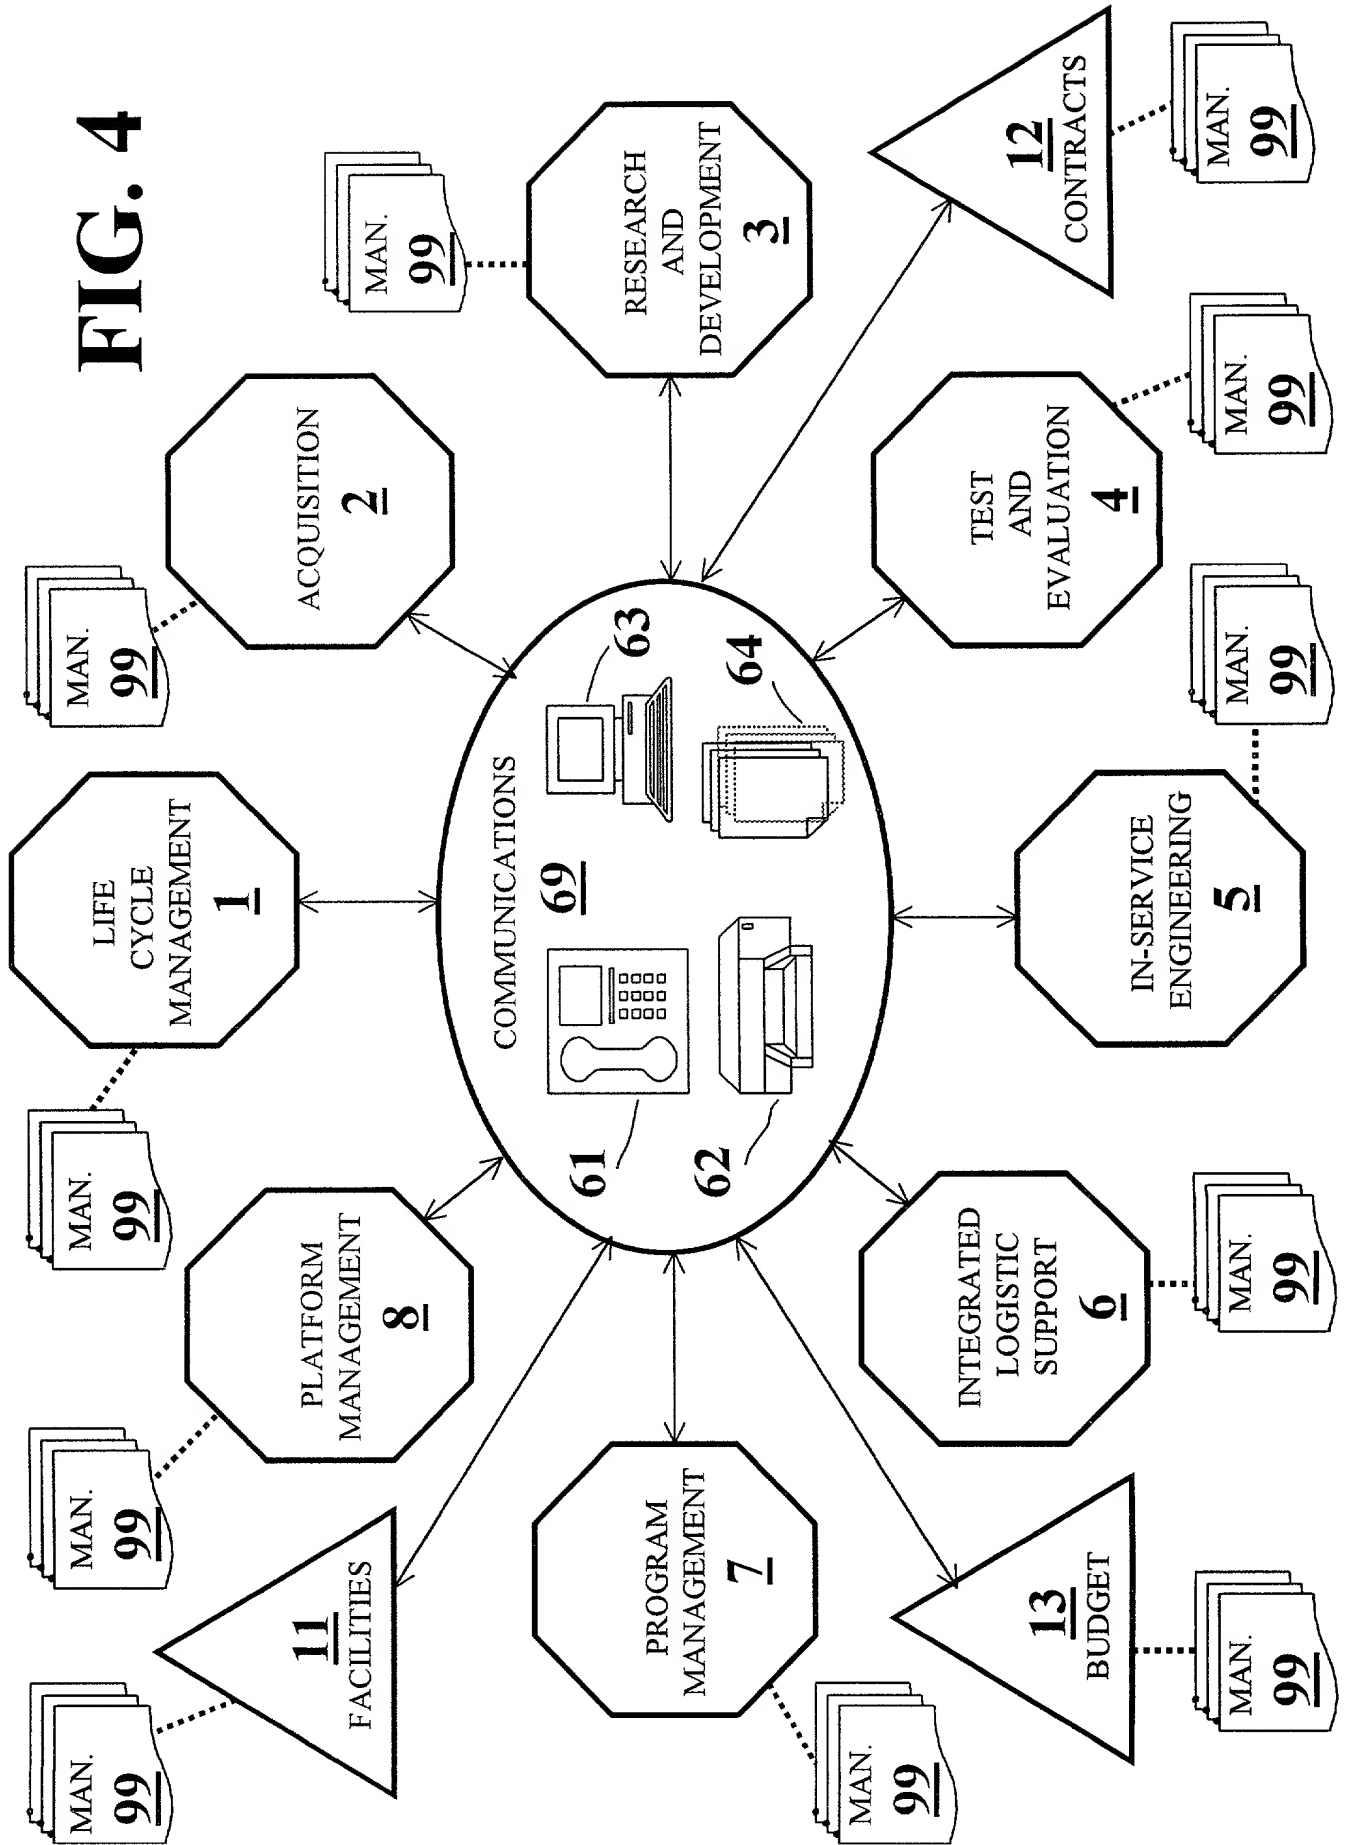 FIG. 4
LIFE
CYCLE
MANAGEMENT
1
MAN.
99
ACQUISITION
2
MAN.
99
RESEARCH
AND
DEVELOPMENT
3
MAN.
99
CONTRACTS
12
MAN.
99
TEST
AND
EVALUATION
4
MAN.
99
IN-SERVICE
ENGINEERING
5
MAN.
99
INTEGRATED
LOGISTIC
SUPPORT
6
MAN.
99
13
BUDGET
MAN.
99
PROGRAM
MANAGEMENT
7
MAN.
99
11
FACILITIES
MAN.
99
PLATFORM
MANAGEMENT
8
MAN.
99
COMMUNICATIONS
69
61
62
63
64